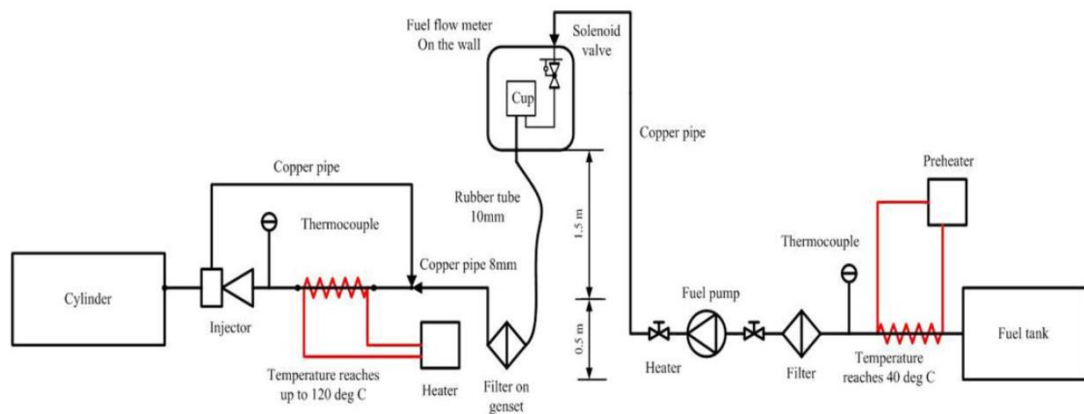 Fuel flow meter
On the wall
Solenoid
valve
Cup
Copper pipe
Copper pipe
Preheater
Rubber tube
10mm
1.5 m
Thermocouple
Thermocouple
Copper pipe 8mm
Fuel pump
Cylinder
Injector
0.5 m
Fuel tank
Heater
Filter
Temperature
reaches 40 deg C
Temperature reaches
up to 120 deg C
Heater
Filter on
genset